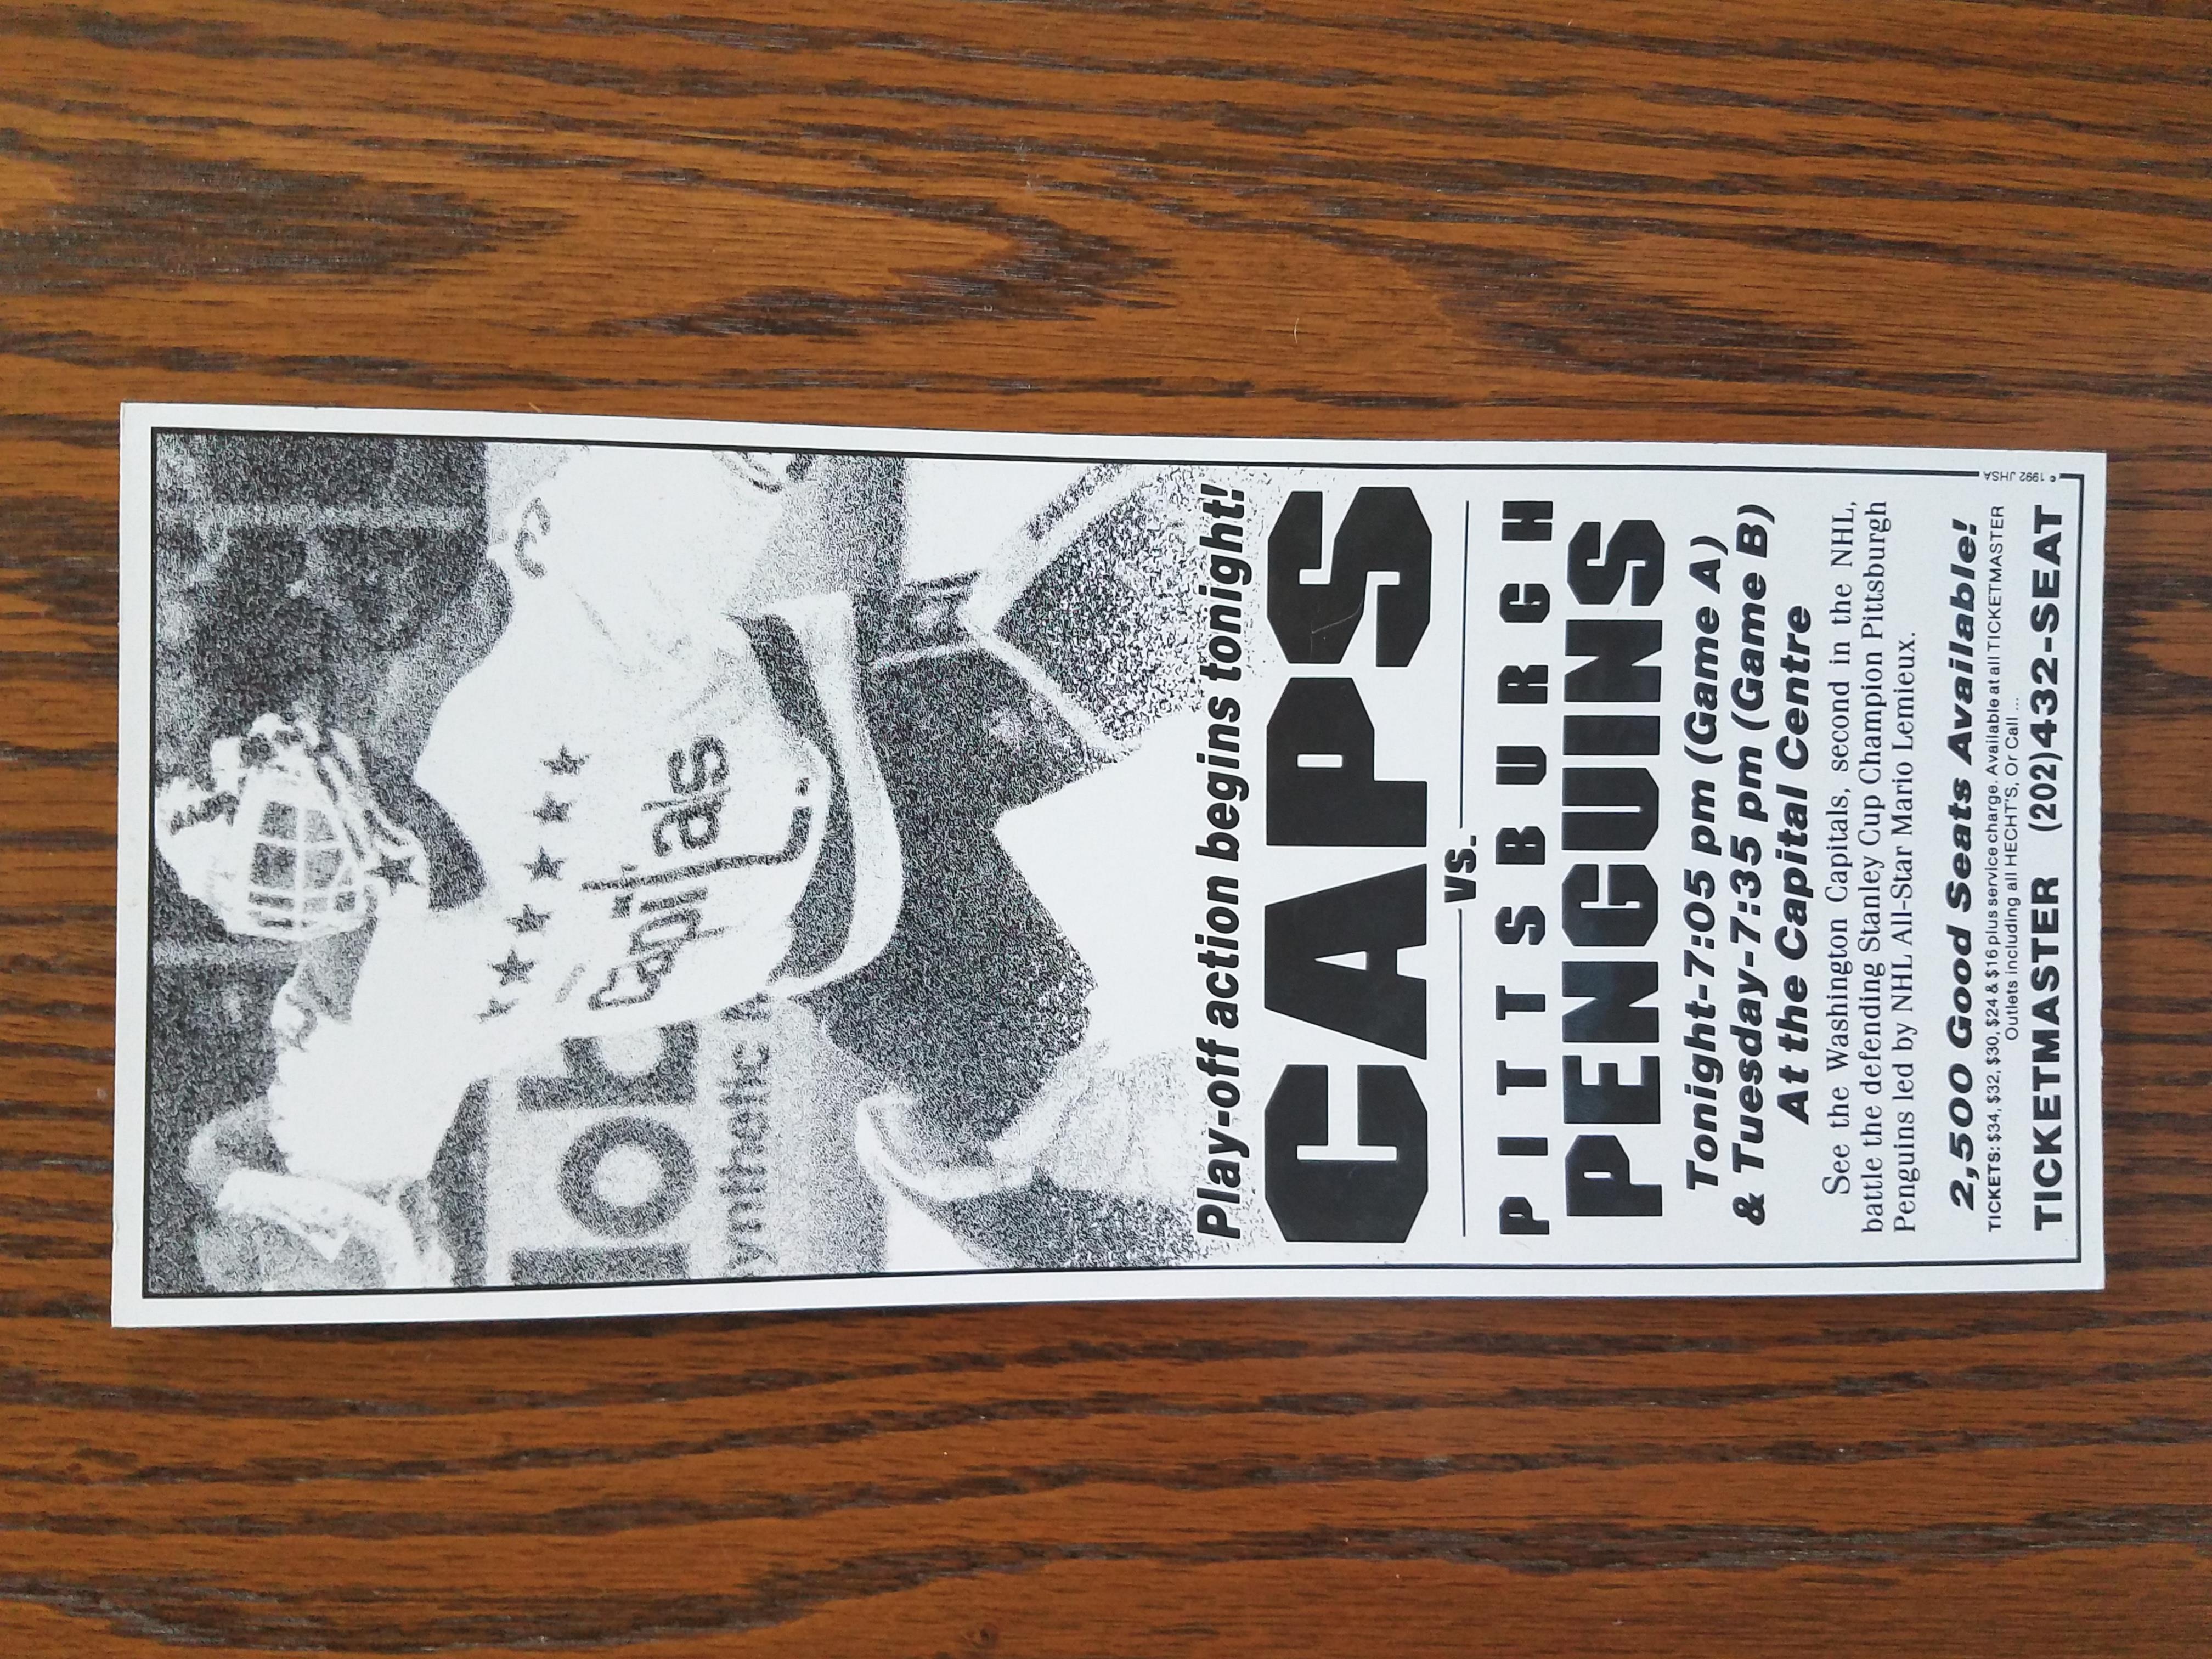 Capitals
ynthetic
Play-off action begins tonight!
CAPS
vs.
PITTSBURGH
PENGUINS
Tonight-7:05 pm (Game A)
& Tuesday-7:35 pm (Game B)
At the Capital Centre
See the Washington Capitals, second in the NHL,
battle the defending Stanley Cup Champion Pittsburgh
Penguins led by NHL All-Star Mario Lemieux.
2,500 Good Seats Available!
TICKETS: $34, $32, $30, $24 & $16 plus service charge. Available at all TICKETMASTER
Outlets including all HECHT'S, Or Call ...
TICKETMASTER (202)432-SEAT
© 1992 JHSA